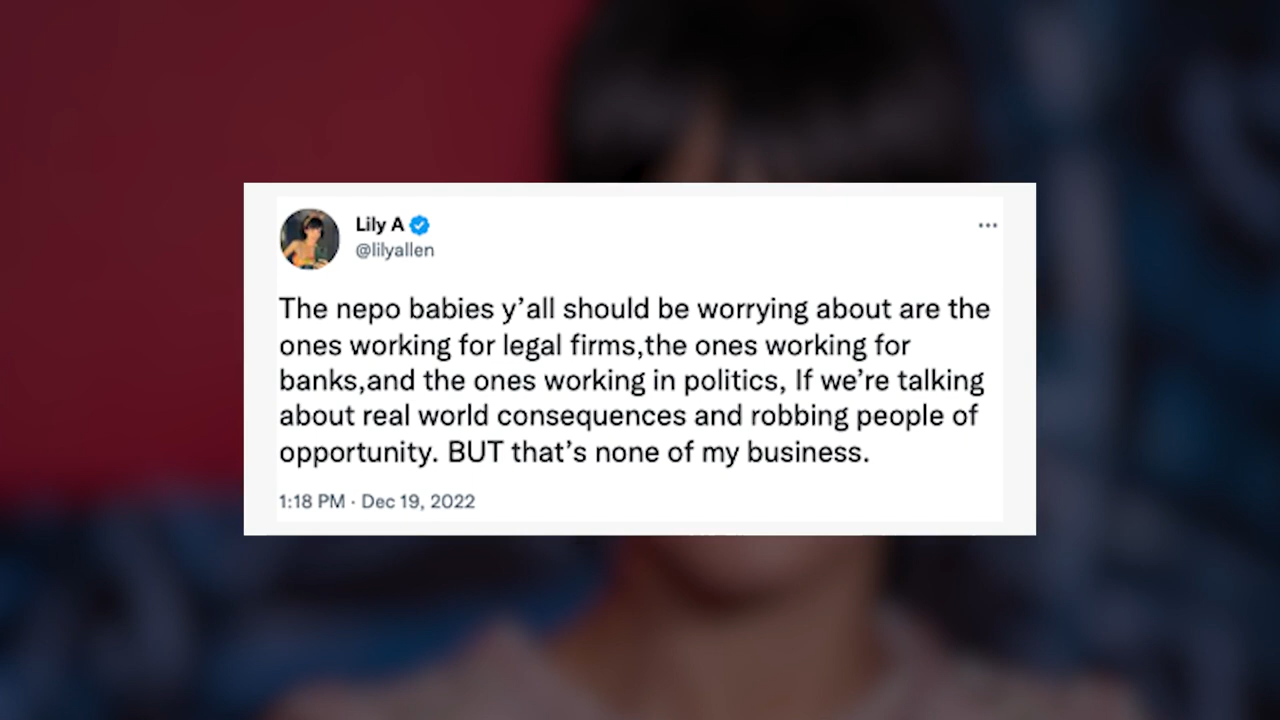 Lily A
@lilyallen
The nepo babies y’all should be worrying about are the
ones working for legal firms,the ones working for
banks,and the ones working in politics, If we’re talking
about real world consequences and robbing people of
opportunity. BUT that’s none of my business.
1:18 PM · Dec 19, 2022